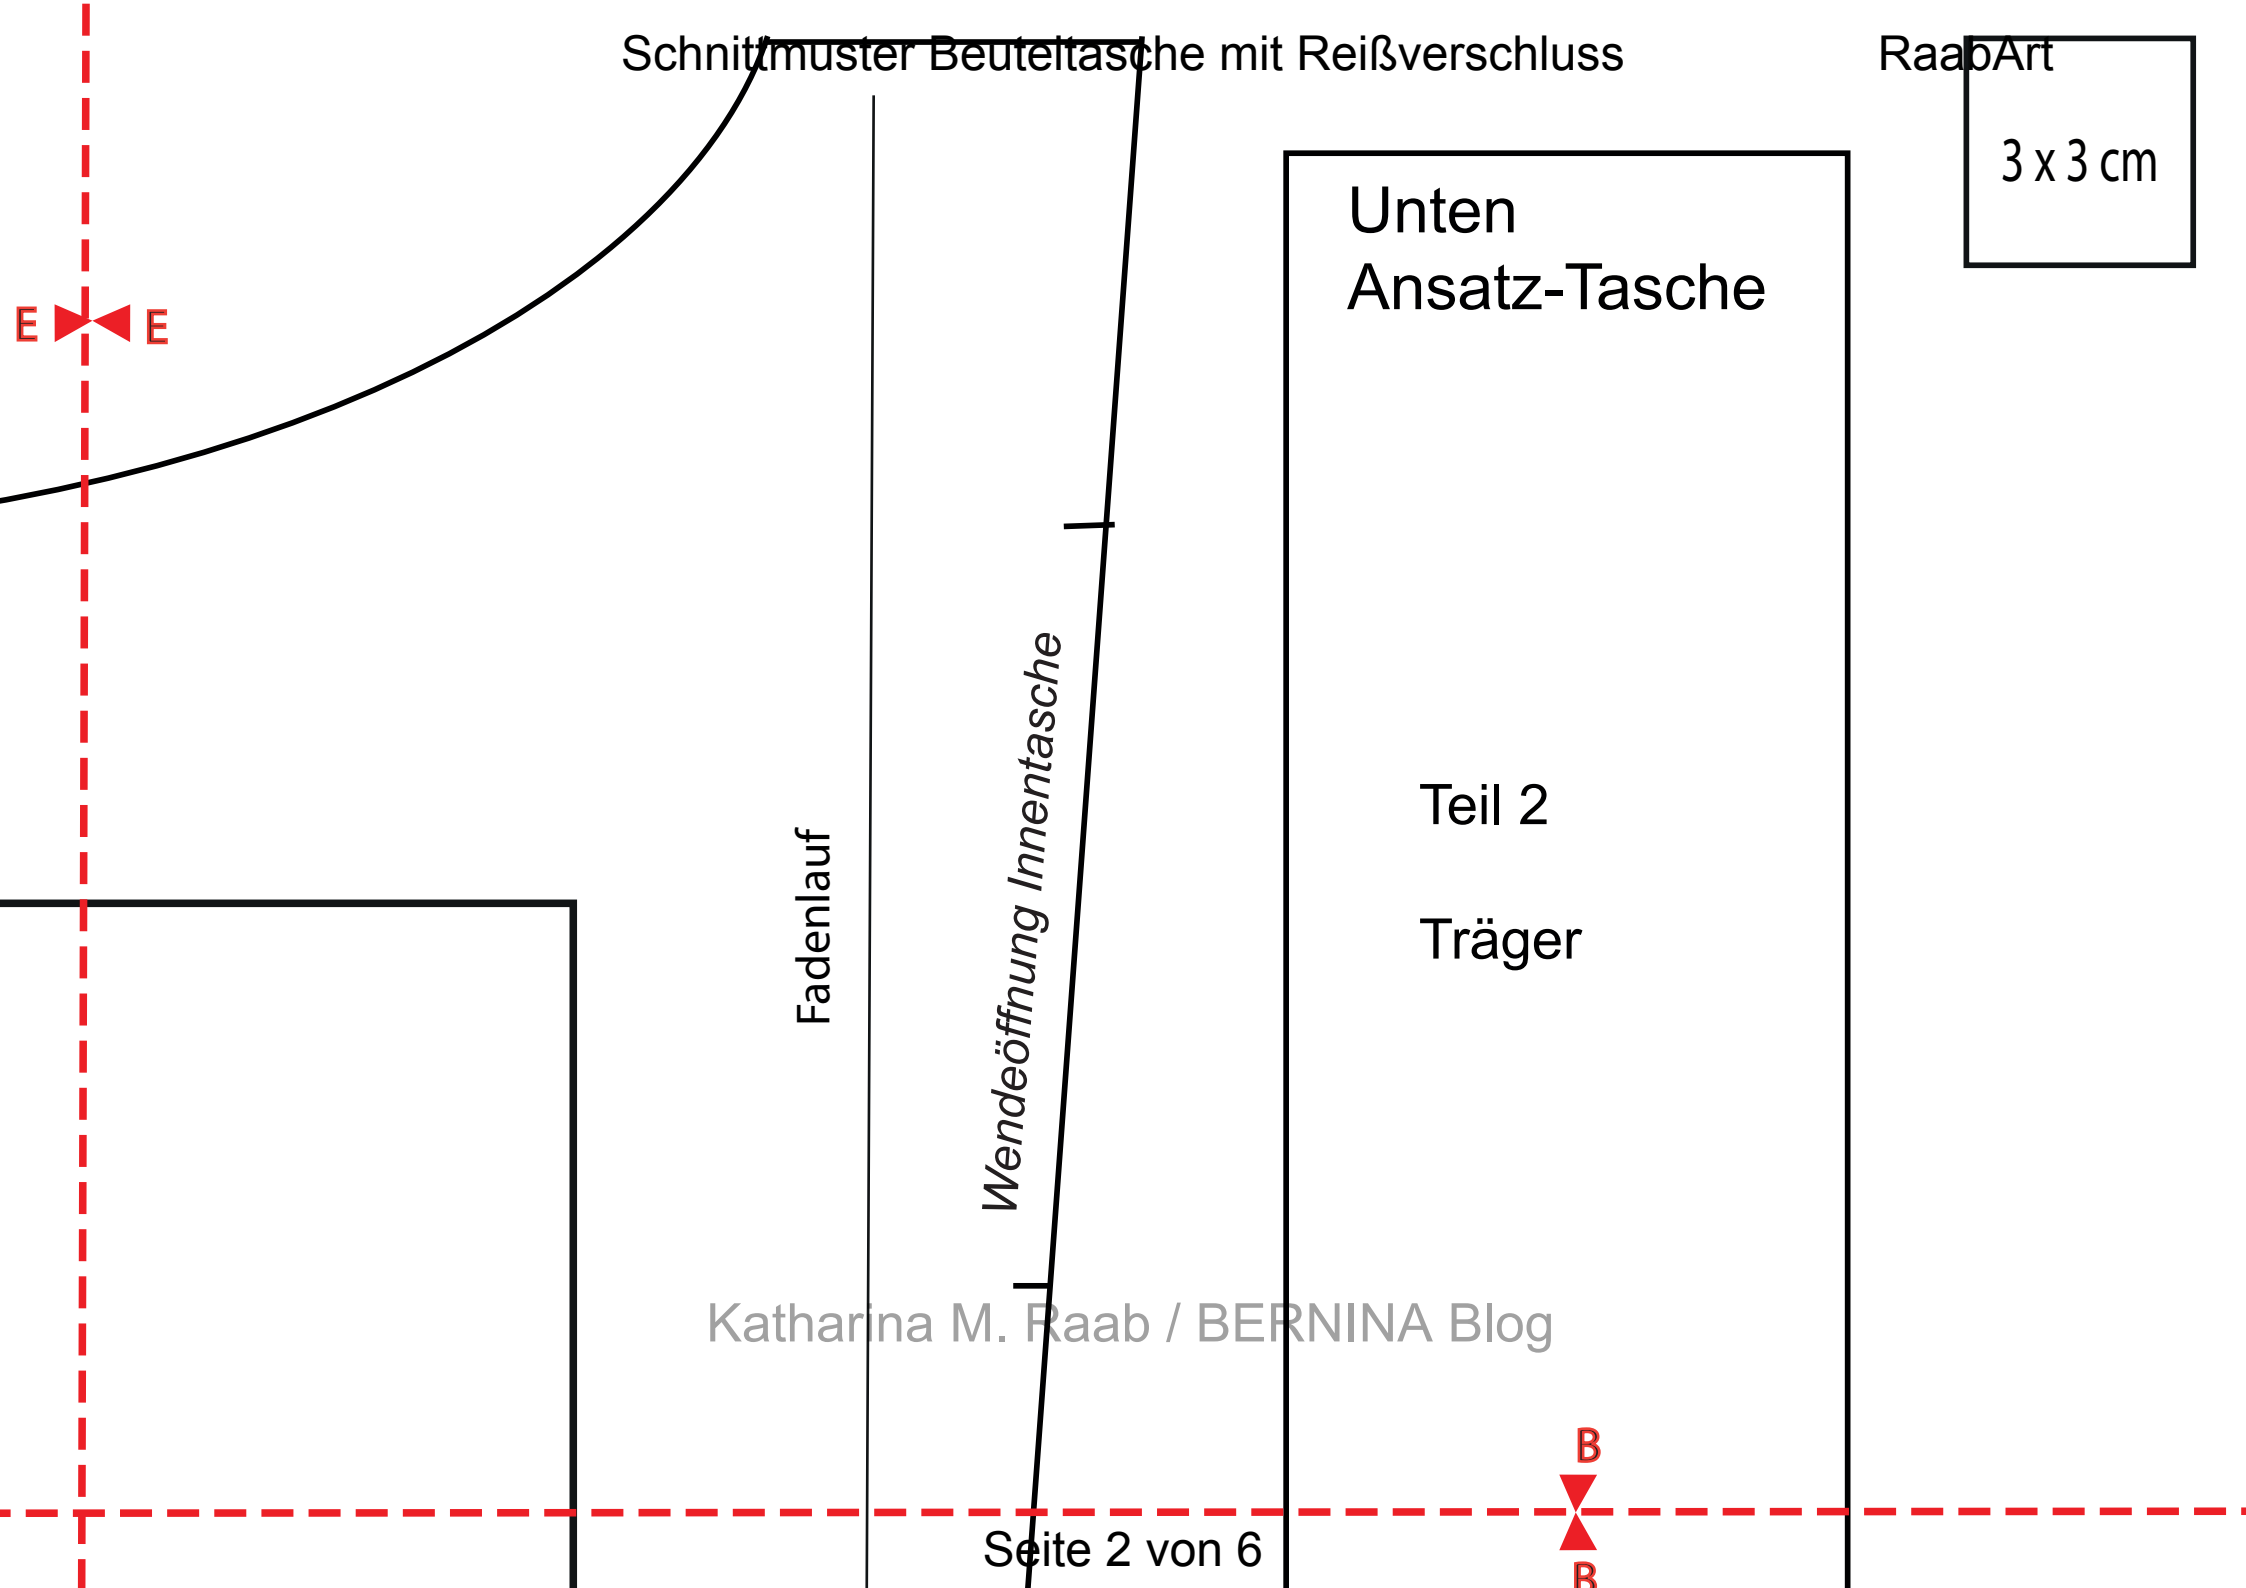 Schnittmuster Beuteltasche mit Reißverschluss
RaabArt
3 x 3 cm
Unten
Ansatz-Tasche
E E
Wendeöffnung Innentasche
Fadenlauf
Teil 2
Träger
Katharina M. Raab / BERNINA Blog
B
Seite 2 von 6
B